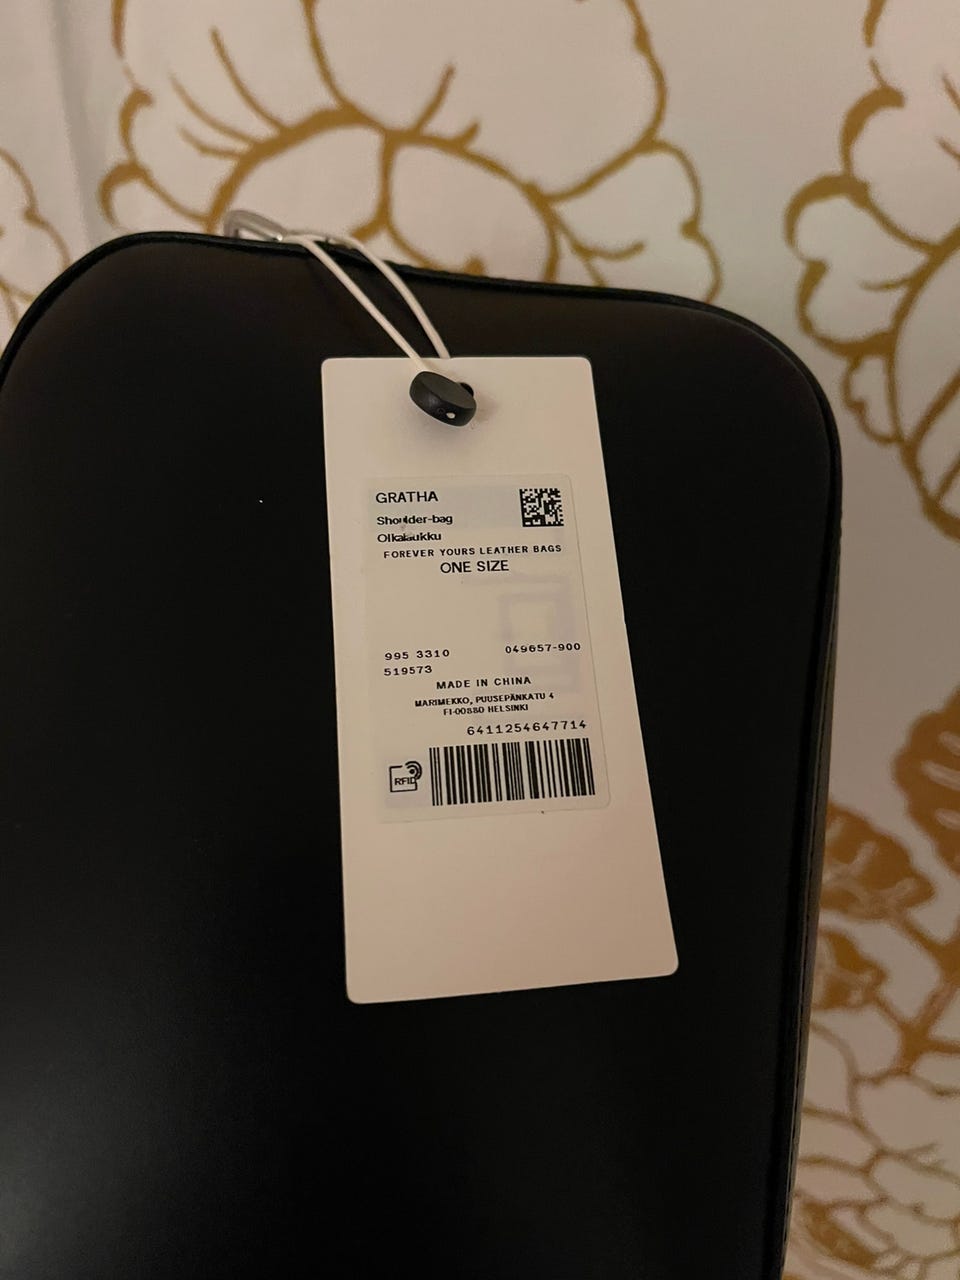 GRATHA
Shoulder-bag
Olkalaukku
FOREVER YOURS LEATHER BAGS
ONE SIZE
995 3310 049657-900
519573
MADE IN CHINA
MARIMEKKO, PUUSEPÄNKATU 4
FI-00880 HELSINKI
6411254647714
RFID